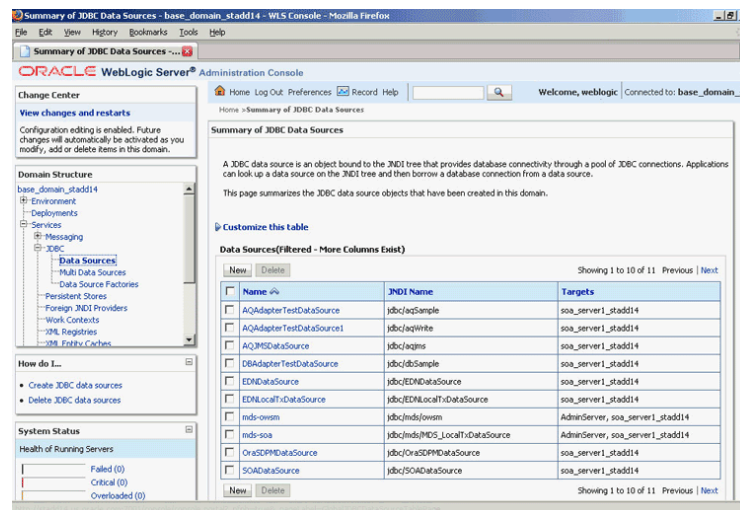 Summary of JDBC Data Sources - base_domain_stadd14 - WLS Console - Mozilla Firefox
File Edit View History Bookmarks Tools Help
Summary of JDBC Data Sources -...
ORACLE WebLogic Server® Administration Console
Change Center
View changes and restarts
Configuration editing is enabled. Future
changes will automatically be activated as you
modify, add or delete items in this domain.
Domain Structure
base_domain_stadd14
Environment
Deployments
Services
Messaging
JDBC
Data Sources
Multi Data Sources
Data Source Factories
Persistent Stores
Foreign JNDI Providers
Work Contexts
XML Registries
XML Entity Caches
How do I...
Create JDBC data sources
Delete JDBC data sources
System Status
Health of Running Servers
Failed (0)
Critical (0)
Overloaded (0)
Home Log Out Preferences Record Help
Welcome, weblogic Connected to: base_domain_
Home >Summary of JDBC Data Sources
Summary of JDBC Data Sources
A JDBC data source is an object bound to the JNDI tree that provides database connectivity through a pool of JDBC connections. Applications
can look up a data source on the JNDI tree and then borrow a database connection from a data source.
This page summarizes the JDBC data source objects that have been created in this domain.
Customize this table
Data Sources(Filtered - More Columns Exist)
New Delete Showing 1 to 10 of 11 Previous | Next
Name JNDI Name Targets
AQAdapterTestDataSource jdbc/aqSample soa_server1_stadd14
AQAdapterTestDataSource1 jdbc/aqWrite soa_server1_stadd14
AQJMSDataSource jdbc/aqjms soa_server1_stadd14
DBAdapterTestDataSource jdbc/dbSample soa_server1_stadd14
EDNDataSource jdbc/EDNDataSource soa_server1_stadd14
EDNLocalTxDataSource jdbc/EDNLocalTxDataSource soa_server1_stadd14
mds-owsm jdbc/mds/owsm AdminServer, soa_server1_stadd14
mds-soa jdbc/mds/MDS_LocalTxDataSource AdminServer, soa_server1_stadd14
OraSDPMDataSource jdbc/OraSDPMDataSource soa_server1_stadd14
SOADataSource jdbc/SOADataSource soa_server1_stadd14
New Delete Showing 1 to 10 of 11 Previous | Next